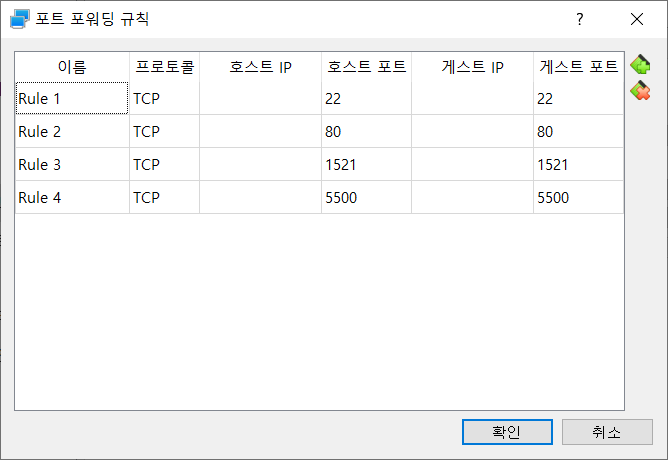 포트 포워딩 규칙 ?
이름 프로토콜 호스트 IP 호스트 포트 게스트 IP 게스트 포트
Rule 1 TCP 22 22
Rule 2 TCP 80 80
Rule 3 TCP 1521 1521
Rule 4 TCP 5500 5500
확인 취소